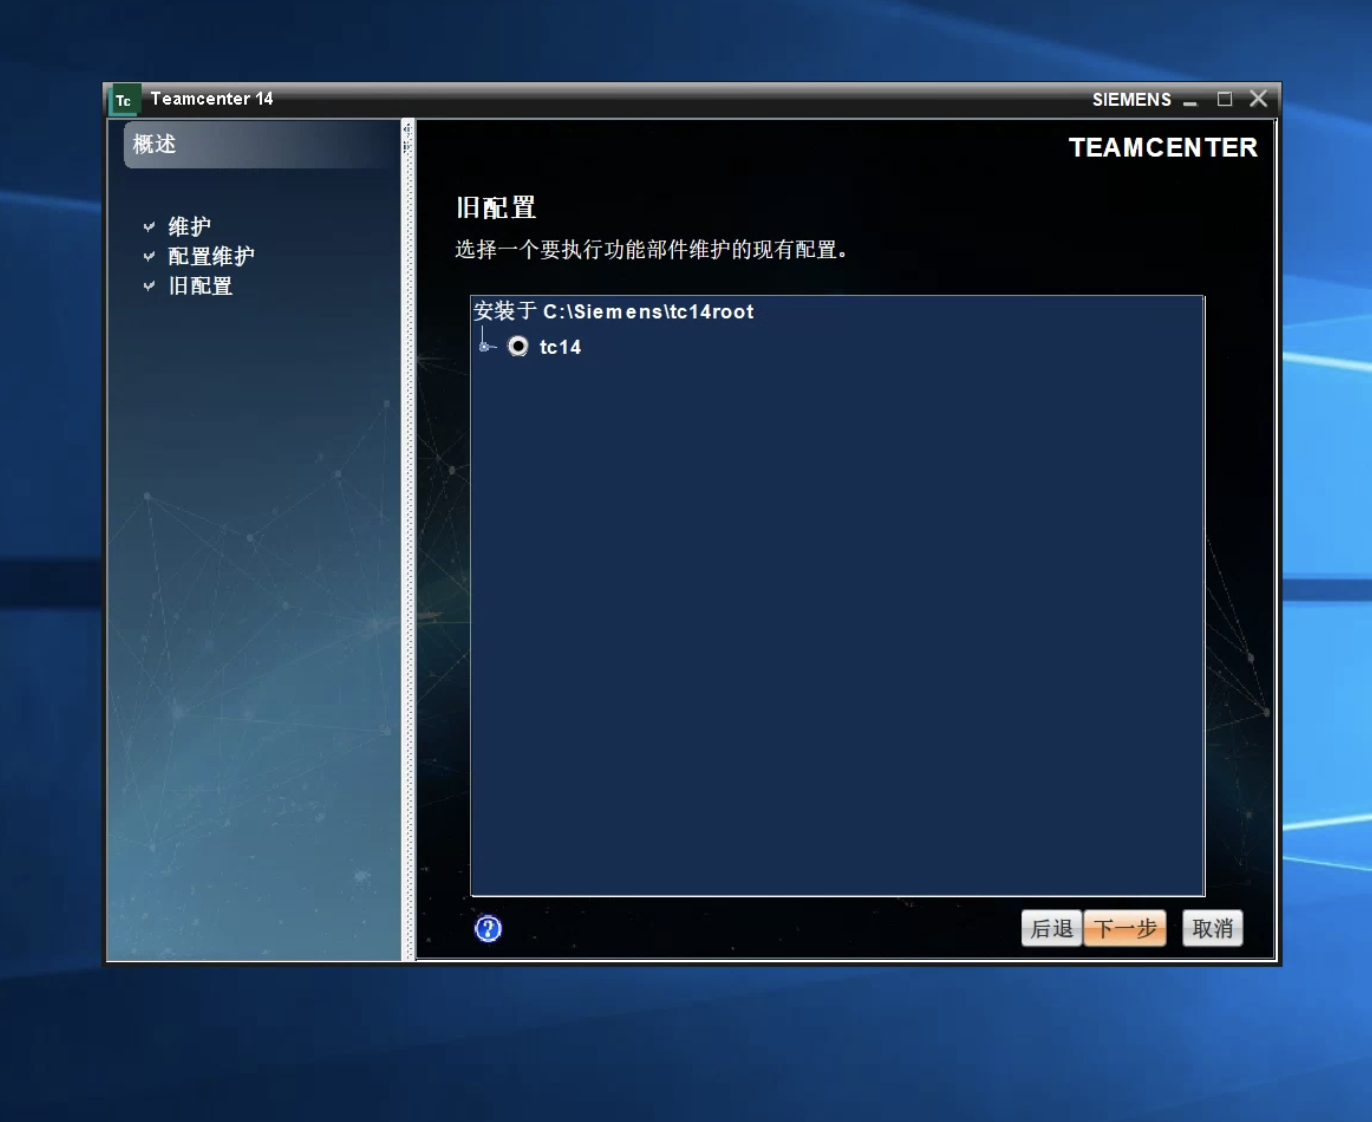 Tc Teamcenter 14 SIEMENS
概述
TEAMCENTER
维护
配置维护
旧配置
旧配置
选择一个要执行功能部件维护的现有配置。
安装于 C:\Siemens\tc14root
tc14
? 后退 下一步 取消